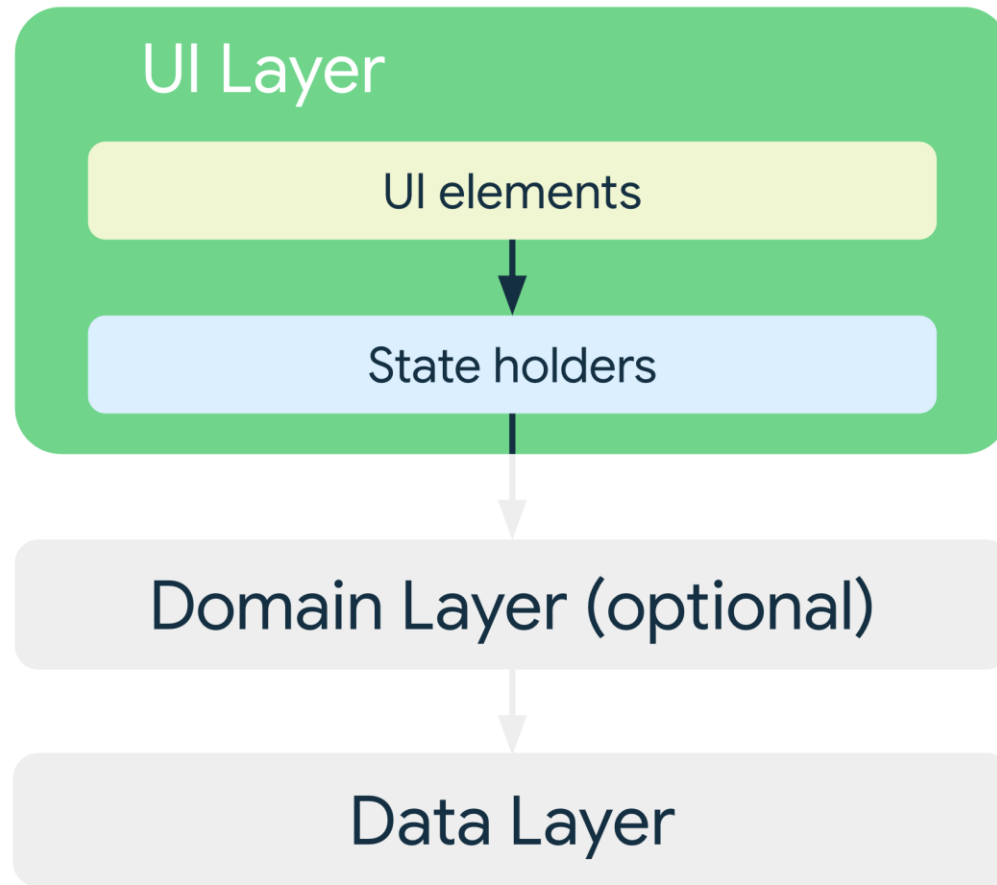 UI Layer
UI elements
State holders
Domain Layer (optional)
Data Layer